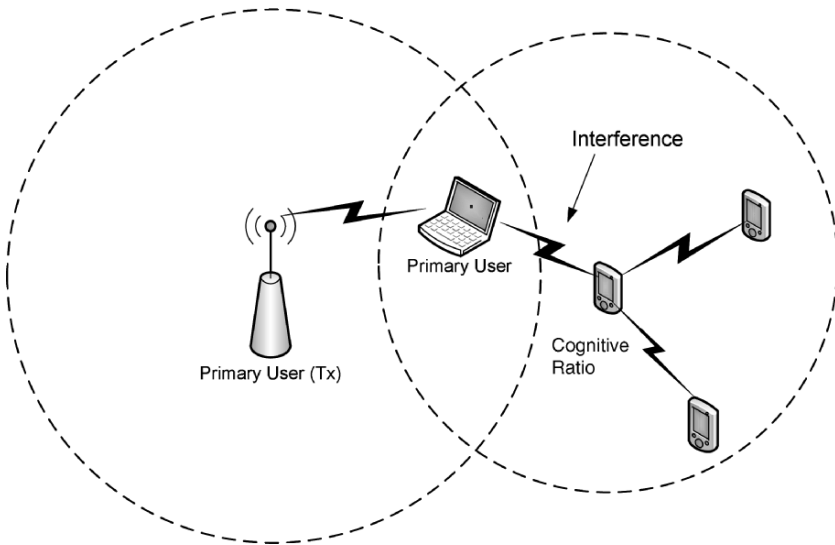 Interference
Primary User
Primary User (Tx)
Cognitive
Ratio